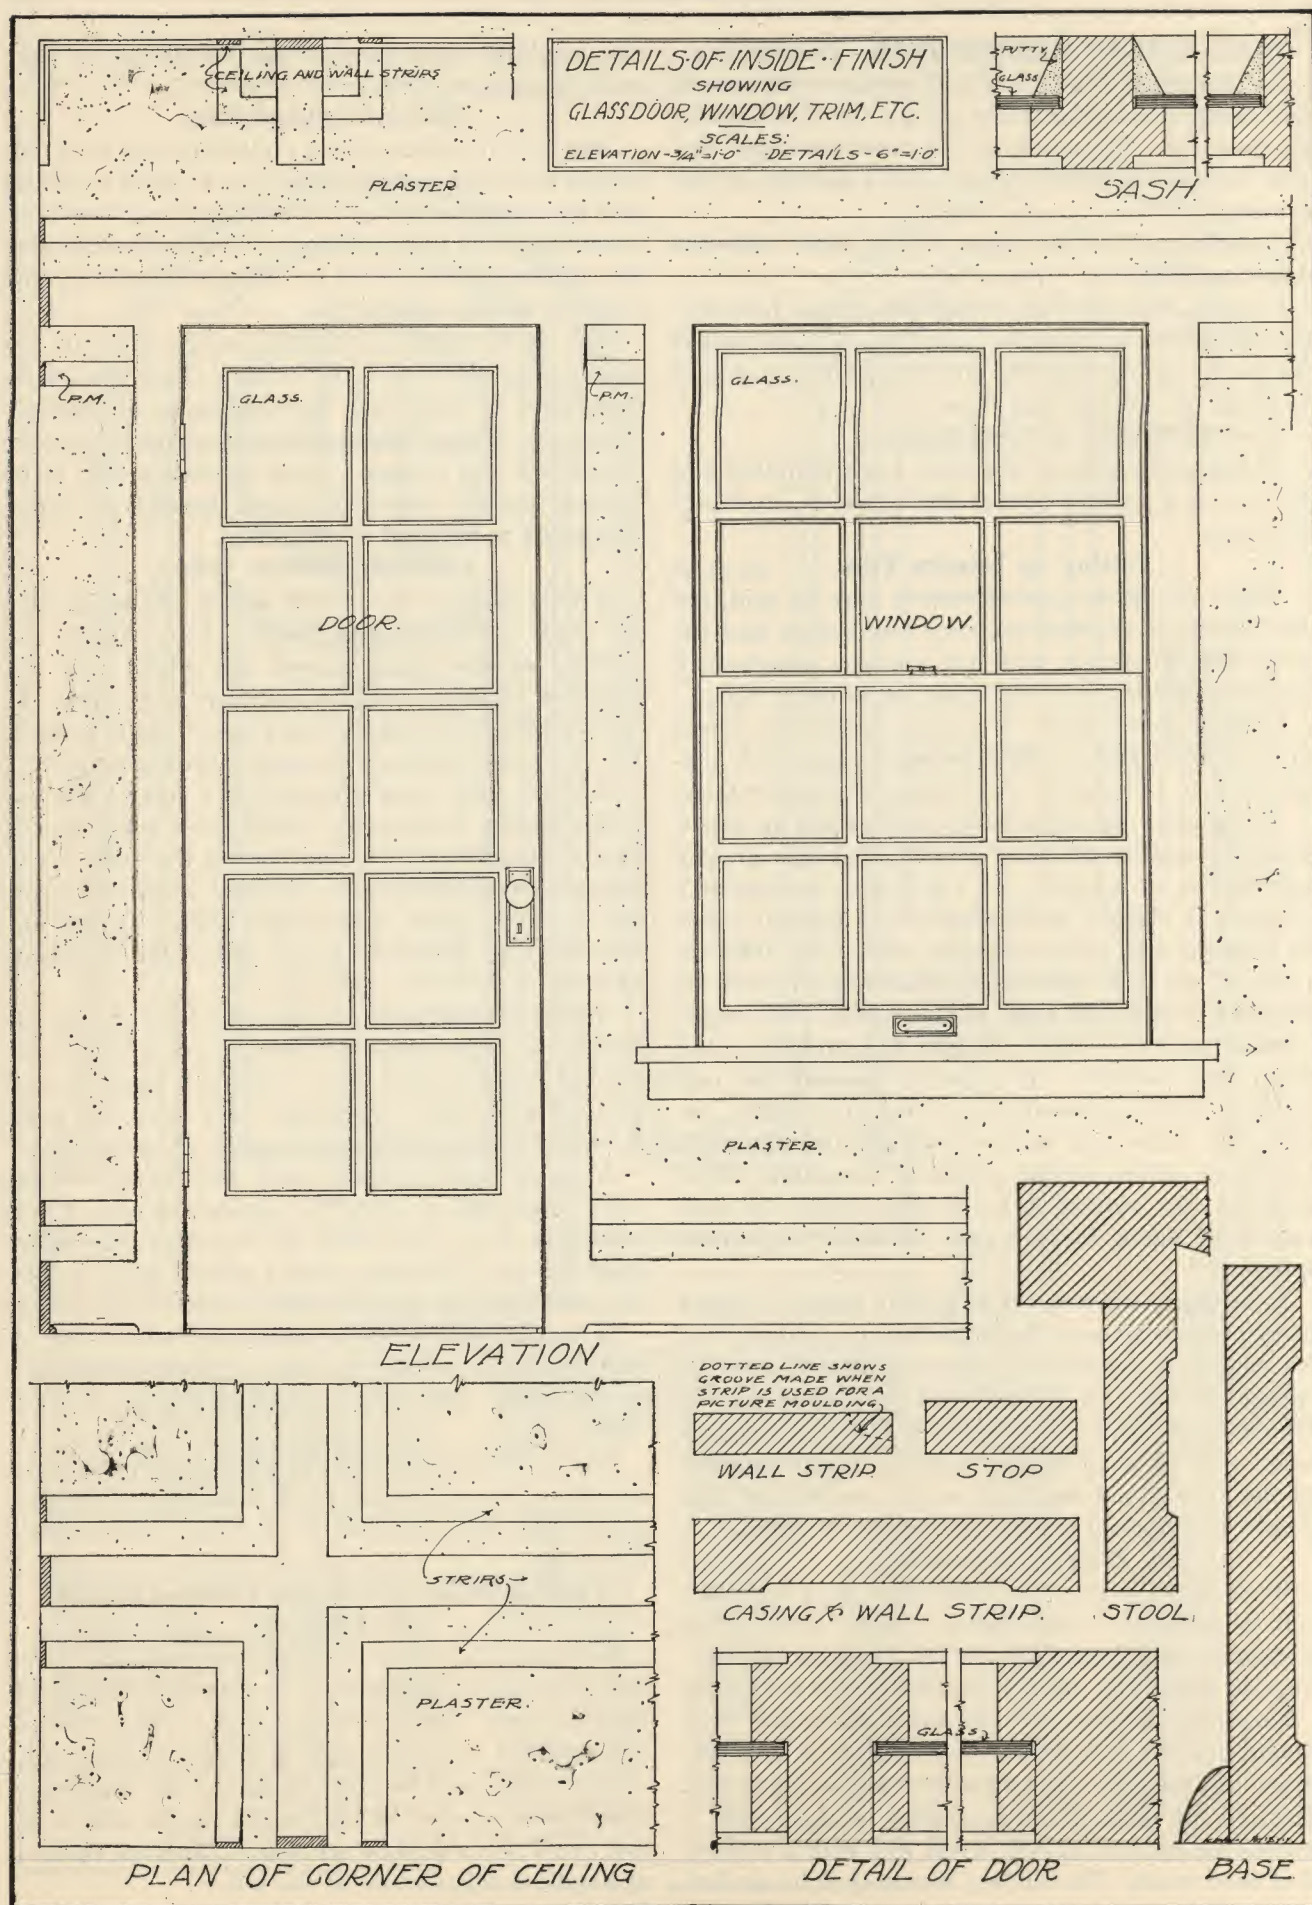 CEILING AND WALL STRIPS
DETAILS·OF·INSIDE·FINISH
SHOWING
GLASS DOOR, WINDOW, TRIM, ETC.
SCALES:
ELEVATION-3/4"=1'-0" DETAILS-6"=1'-0"
PUTTY
GLASS
SASH.
PLASTER
P.M.
GLASS.
P.M.
GLASS.
DOOR.
WINDOW.
PLASTER.
ELEVATION
DOTTED LINE SHOWS
GROOVE MADE WHEN
STRIP IS USED FOR A
PICTURE MOULDING
WALL STRIP.
STOP
STRIPS
CASING & WALL STRIP.
STOOL.
PLASTER.
GLASS
PLAN OF CORNER OF CEILING
DETAIL OF DOOR
BASE.